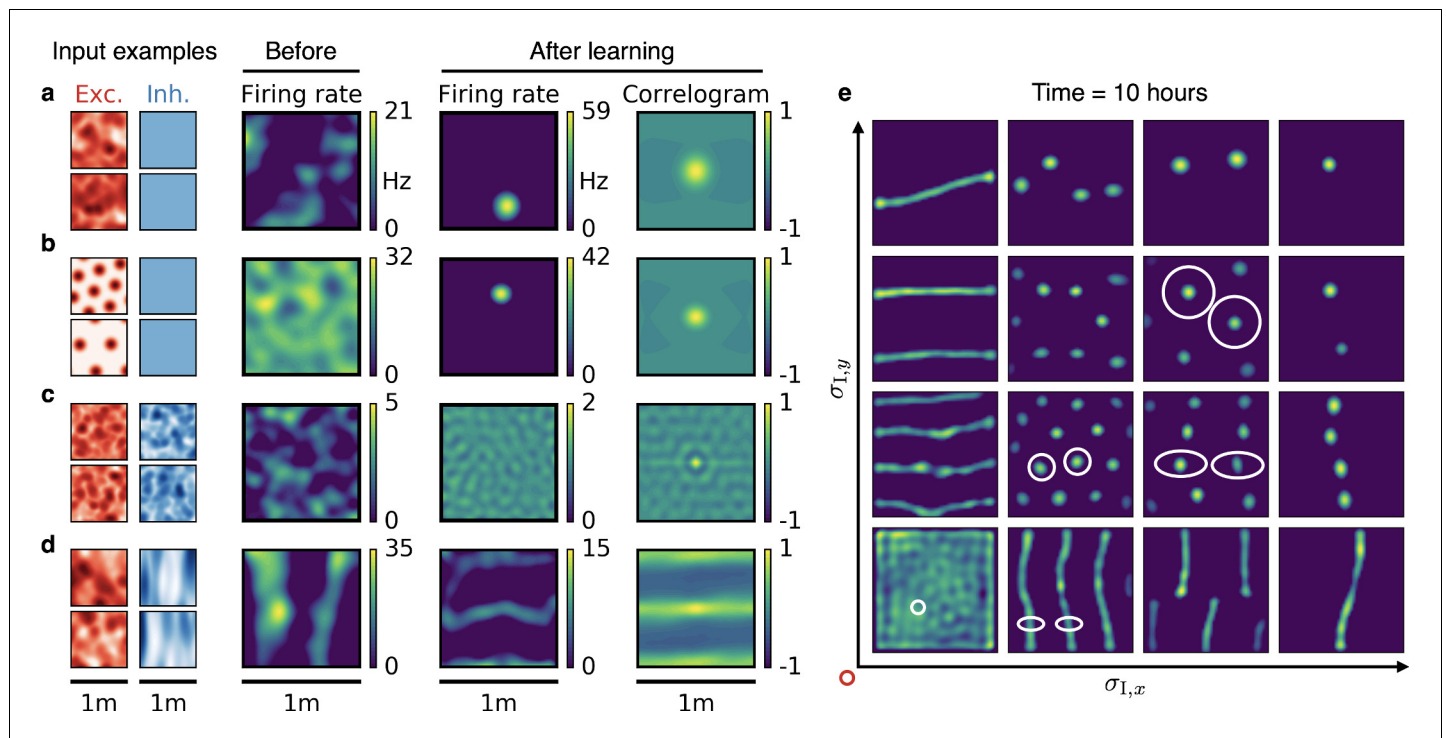 Input examples Before After learning
a Exc. Inh. Firing rate Firing rate Correlogram
21 59 1
Hz Hz
0 0 -1
b
32 42 1
0 0 -1
c
5 2 1
0 0 -1
d
35 15 1
0 0 -1
1m 1m 1m 1m
e Time = 10 hours
σI,y
σI,x